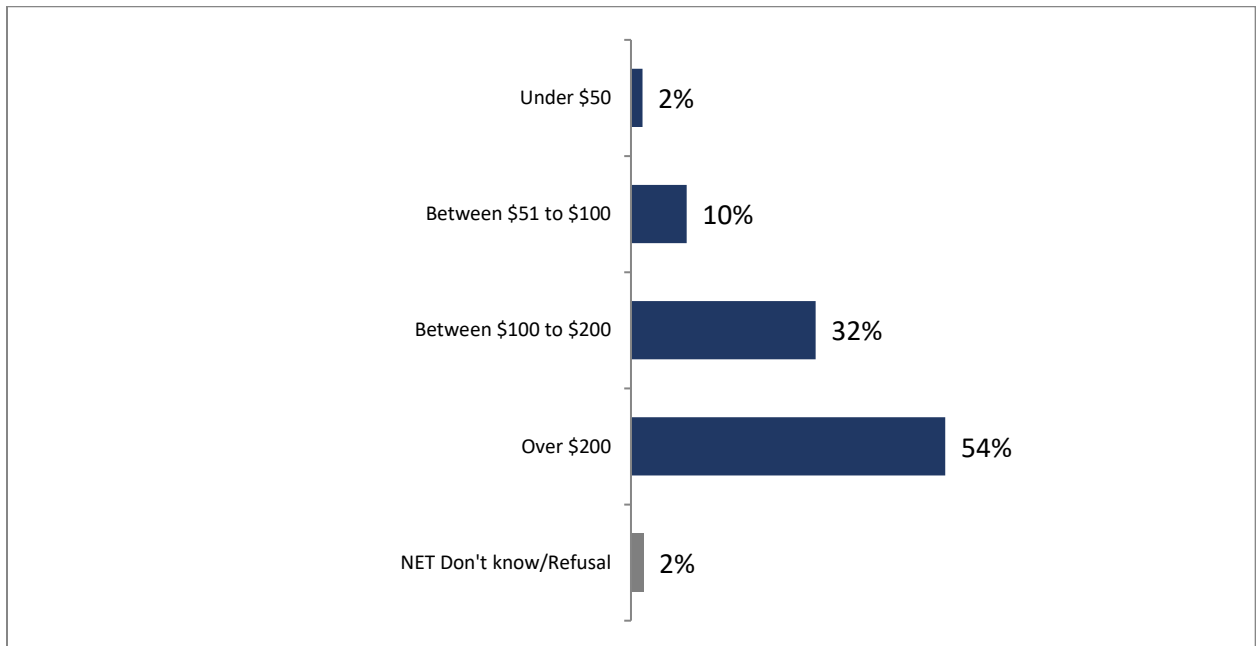 Under $50
2%
Between $51 to $100
10%
Between $100 to $200
32%
Over $200
54%
NET Don't know/Refusal
2%